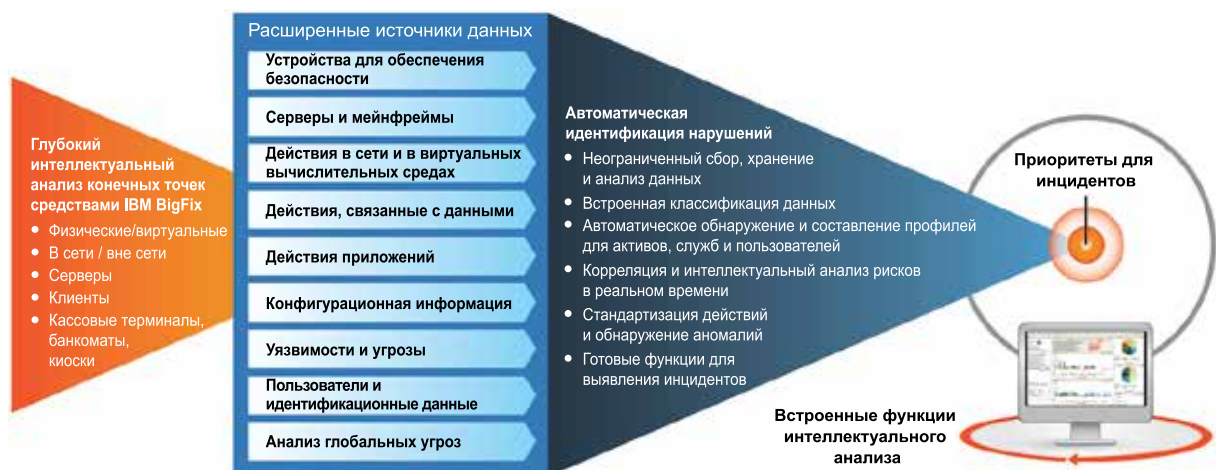 Глубокий
интеллектуальный
анализ конечных точек
средствами IBM BigFix
• Физические/виртуальные
• В сети / вне сети
• Серверы
• Клиенты
• Кассовые терминалы,
банкоматы,
киоски
Расширенные источники данных
Устройства для обеспечения
безопасности
Серверы и мейнфреймы
Действия в сети и в виртуальных
вычислительных средах
Действия, связанные с данными
Действия приложений
Конфигурационная информация
Уязвимости и угрозы
Пользователи и
идентификационные данные
Анализ глобальных угроз
Автоматическая
идентификация нарушений
• Неограниченный сбор, хранение
и анализ данных
• Встроенная классификация данных
• Автоматическое обнаружение и составление профилей
для активов, служб и пользователей
• Корреляция и интеллектуальный анализ рисков
в реальном времени
• Стандартизация действий
и обнаружение аномалий
• Готовые функции для
выявления инцидентов
Приоритеты для
инцидентов
Встроенные функции
интеллектуального
анализа